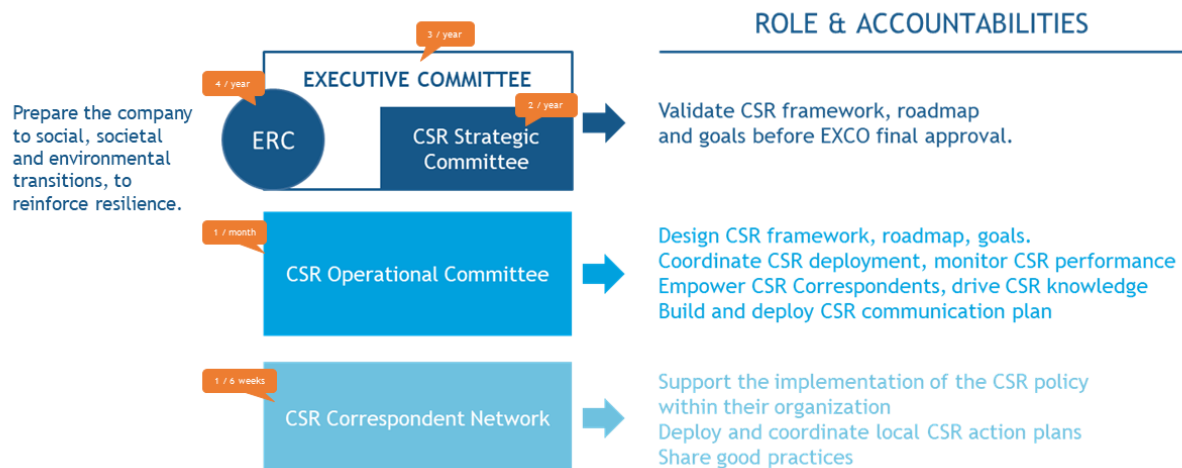 ROLE & ACCOUNTABILITIES
3 / year
EXECUTIVE COMMITTEE
4 / year
2 / year
Prepare the company
to social, societal
and environmental
transitions, to
reinforce resilience.
ERC
CSR Strategic
Committee
Validate CSR framework, roadmap
and goals before EXCO final approval.
1 / month
CSR Operational Committee
Design CSR framework, roadmap, goals.
Coordinate CSR deployment, monitor CSR performance
Empower CSR Correspondents, drive CSR knowledge
Build and deploy CSR communication plan
1 / 6 weeks
CSR Correspondent Network
Support the implementation of the CSR policy
within their organization
Deploy and coordinate local CSR action plans
Share good practices